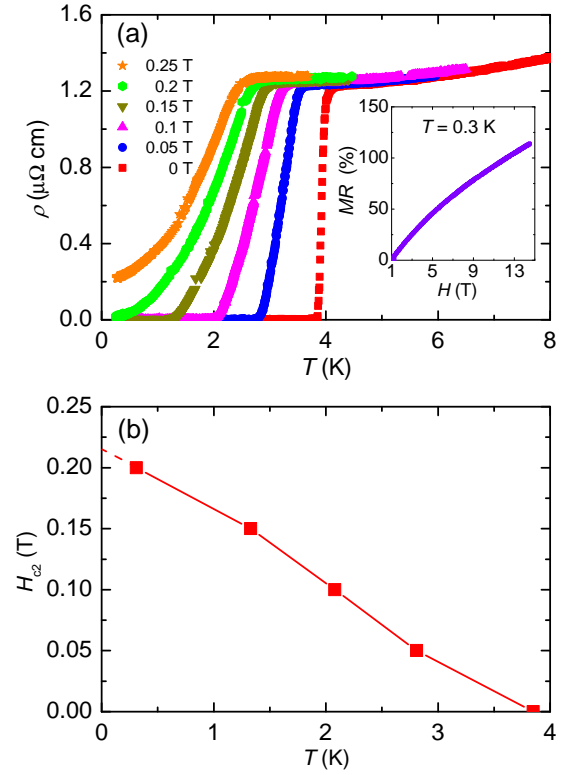 (a)
ρ (μΩ cm)
1.6
1.2
0.8
0.4
0.0
0.25 T
0.2 T
0.15 T
0.1 T
0.05 T
0 T
T = 0.3 K
MR (%)
150
100
50
0
1 5 9 13
H (T)
0 2 4 6 8
T (K)
(b)
H c2 (T)
0.25
0.20
0.15
0.10
0.05
0.00
0 1 2 3 4
T (K)